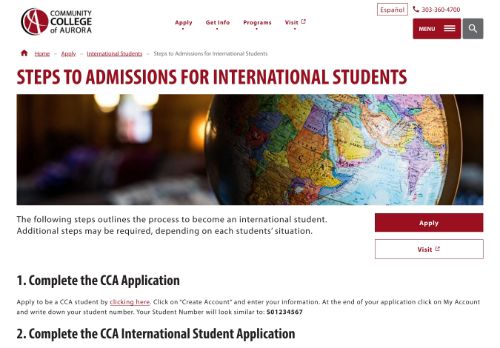 COMMUNITY
COLLEGE
of AURORA
Español 303-360-4700
Apply Get Info Programs Visit MENU
Home – Apply – International Students – Steps to Admissions for International Students
STEPS TO ADMISSIONS FOR INTERNATIONAL STUDENTS
The following steps outlines the process to become an international student.
Additional steps may be required, depending on each students' situation.
Apply
Visit
1. Complete the CCA Application
Apply to be a CCA student by clicking here. Click on "Create Account" and enter your information. At the end of your application click on My Account
and write down your student number. Your Student Number will look similar to: S01234567
2. Complete the CCA International Student Application